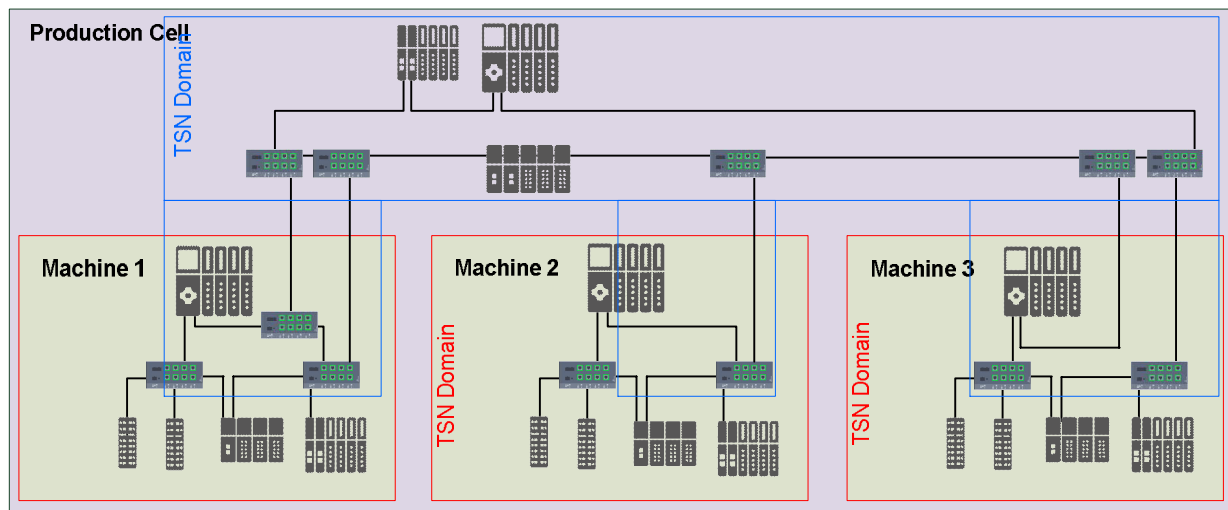 Production Cell
TSN Domain
Machine 1
Machine 2
Machine 3
TSN Domain
TSN Domain